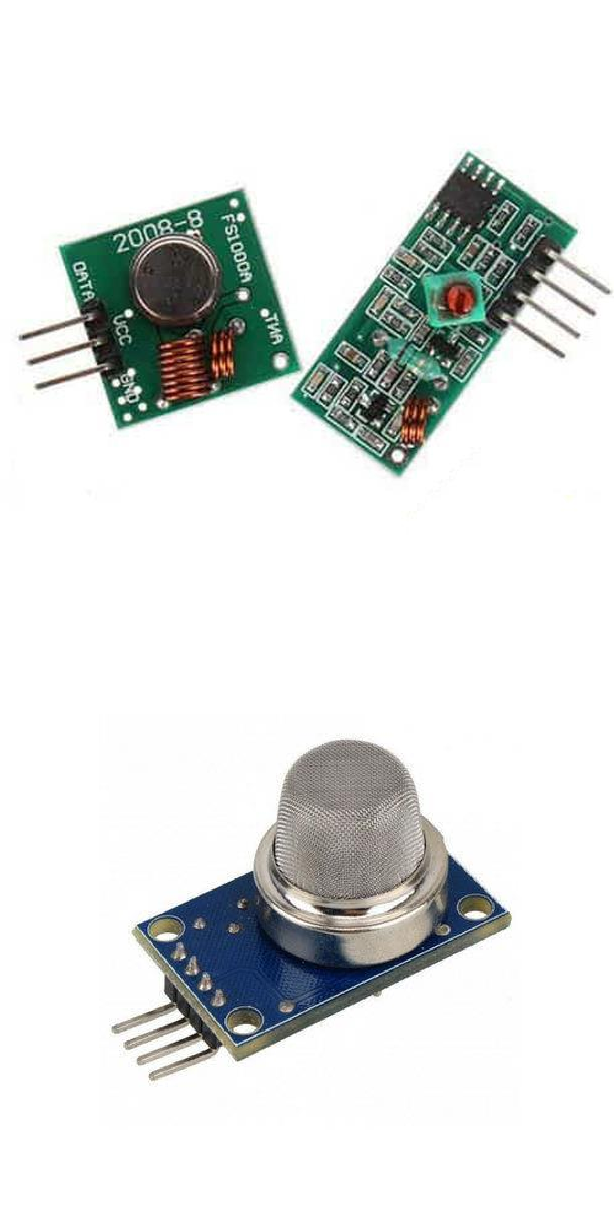 2008-8
FS1000A
DATA
VCC
GND
ANT